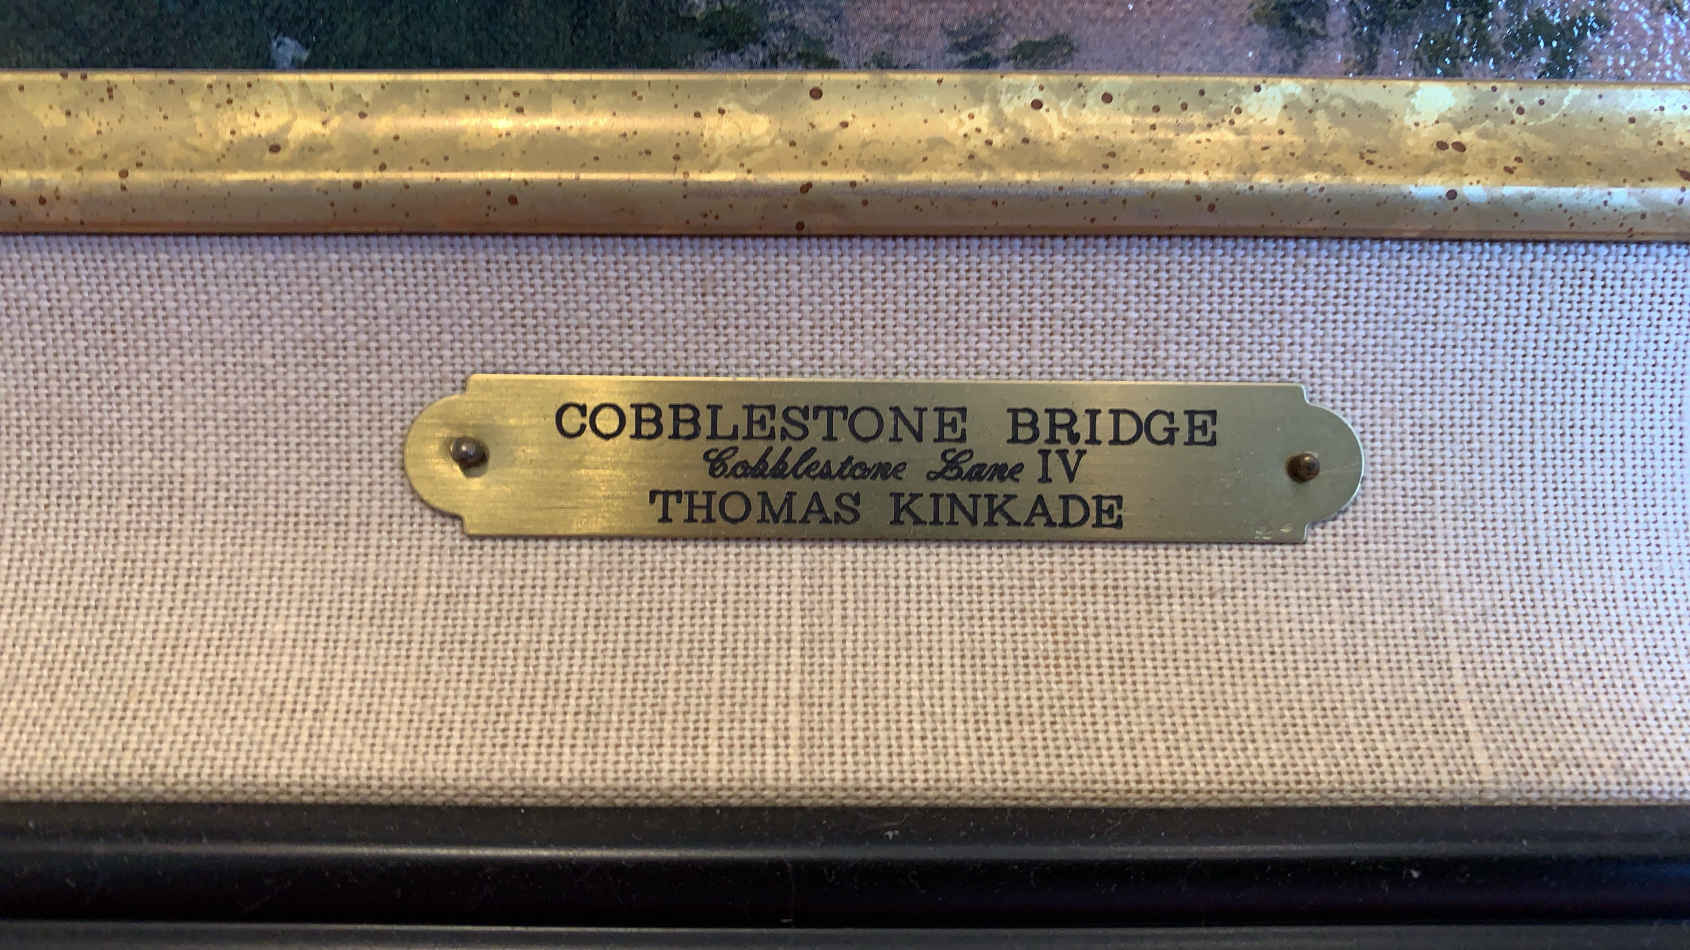 COBBLESTONE BRIDGE
Cobblestone Lane IV
THOMAS KINKADE